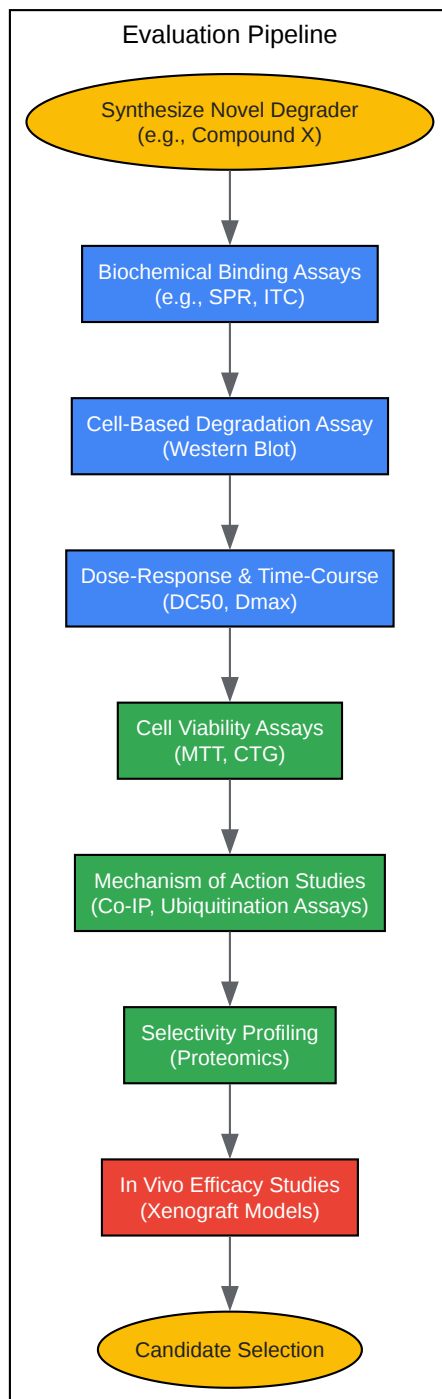 Evaluation Pipeline
Synthesize Novel Degrader
(e.g., Compound X)
Biochemical Binding Assays
(e.g., SPR, ITC)
Cell-Based Degradation Assay
(Western Blot)
Dose-Response & Time-Course
(DC50, Dmax)
Cell Viability Assays
(MTT, CTG)
Mechanism of Action Studies
(Co-IP, Ubiquitination Assays)
Selectivity Profiling
(Proteomics)
In Vivo Efficacy Studies
(Xenograft Models)
Candidate Selection